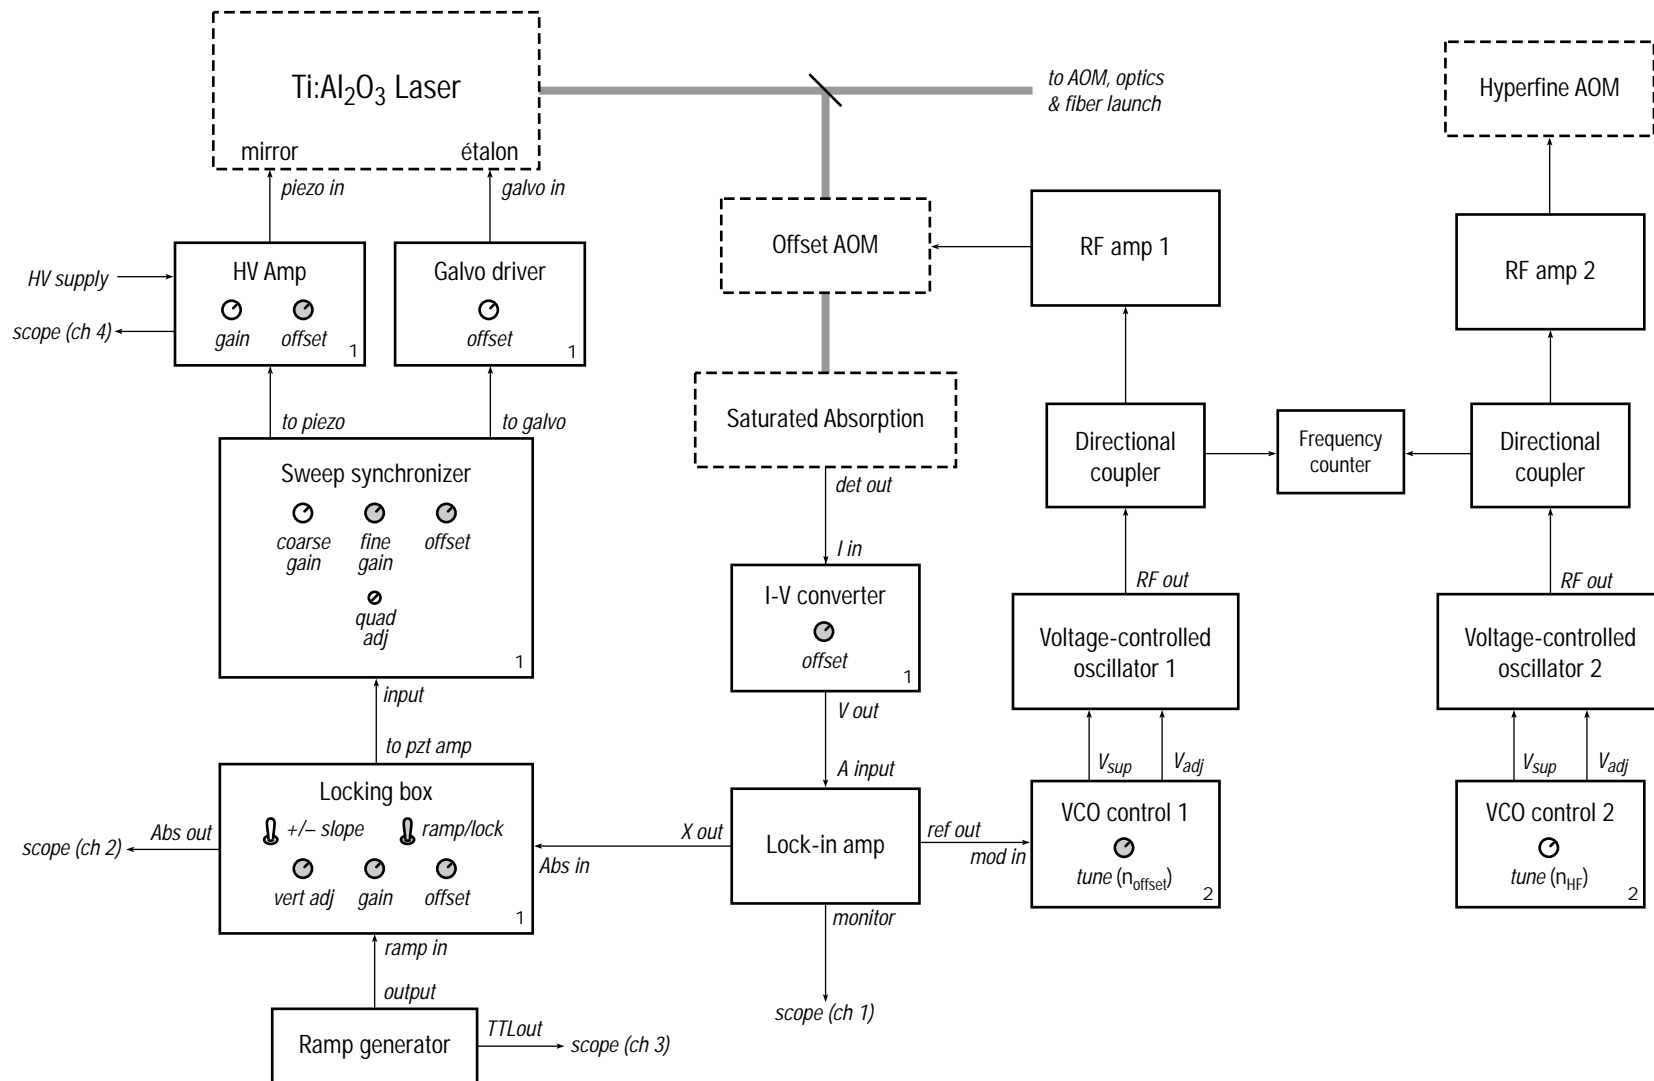 Ti:Al2O3 Laser
mirror
étalon
to AOM, optics
& fiber launch
Hyperfine AOM
piezo in
galvo in
Offset AOM
RF amp 1
RF amp 2
HV supply
scope (ch 4)
HV Amp
gain
offset
1
Galvo driver
offset
1
to piezo
to galvo
Saturated Absorption
det out
Directional
coupler
Frequency
counter
Directional
coupler
Sweep synchronizer
coarse
gain
fine
gain
offset
quad
adj
1
I in
I-V converter
offset
1
V out
RF out
Voltage-controlled
oscillator 1
RF out
Voltage-controlled
oscillator 2
input
to pzt amp
A input
Vsup
Vadj
Vsup
Vadj
Locking box
+/– slope
ramp/lock
vert adj
gain
offset
1
Abs out
scope (ch 2)
X out
Abs in
Lock-in amp
ref out
mod in
VCO control 1
tune (noffset)
2
VCO control 2
tune (nHF)
2
monitor
scope (ch 1)
ramp in
output
Ramp generator
TTLout
scope (ch 3)